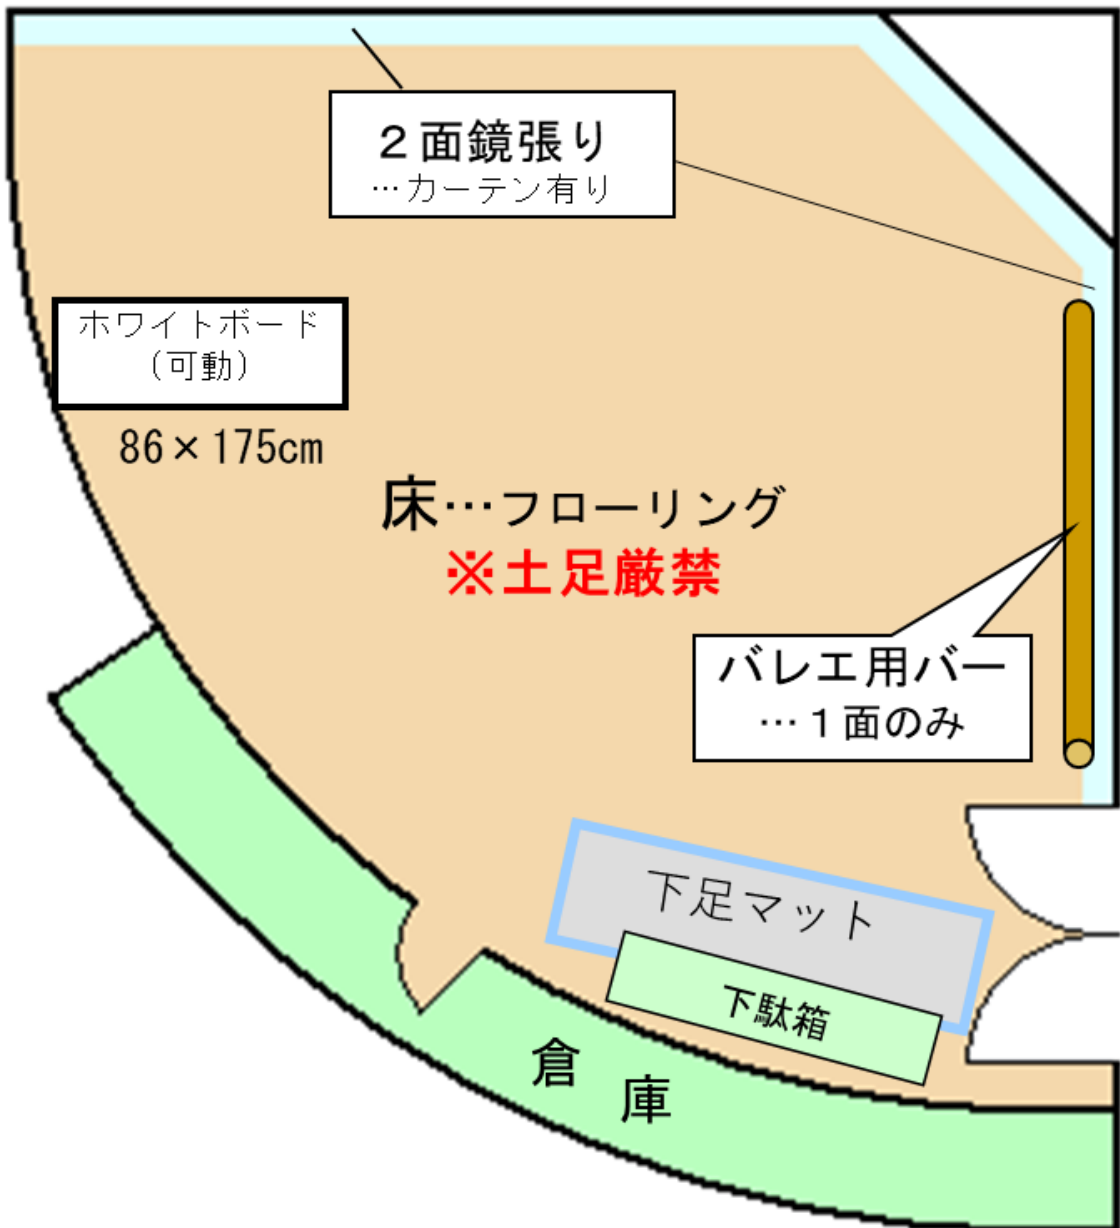 ２面鏡張り
…カーテン有り
ホワイトボード
（可動）
86×175cm
床…フローリング
※土足厳禁
バレエ用バー
…１面のみ
下足マット
下駄箱
倉庫